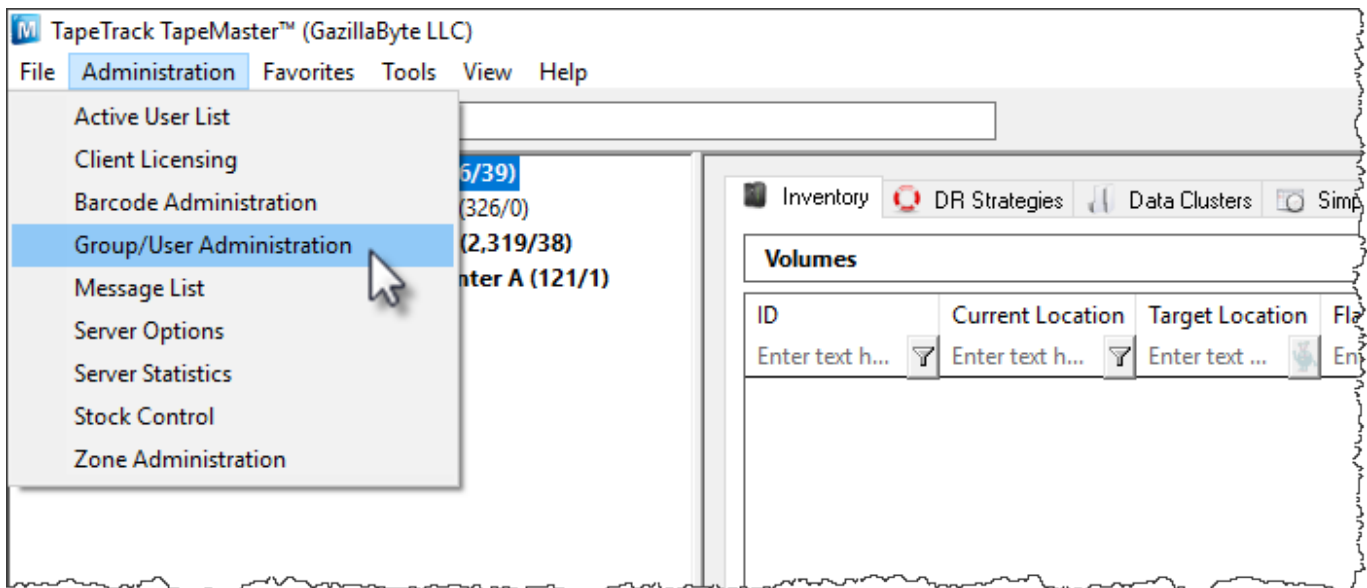 TapeTrack TapeMaster™ (GazillaByte LLC)
File Administration Favorites Tools View Help
Active User List
Client Licensing
Barcode Administration
Group/User Administration
Message List
Server Options
Server Statistics
Stock Control
Zone Administration
6/39)
(326/0)
(2,319/38)
nter A (121/1)
Inventory DR Strategies Data Clusters Simp
Volumes
ID Current Location Target Location Fla
Enter text h... Enter text h... Enter text ... En